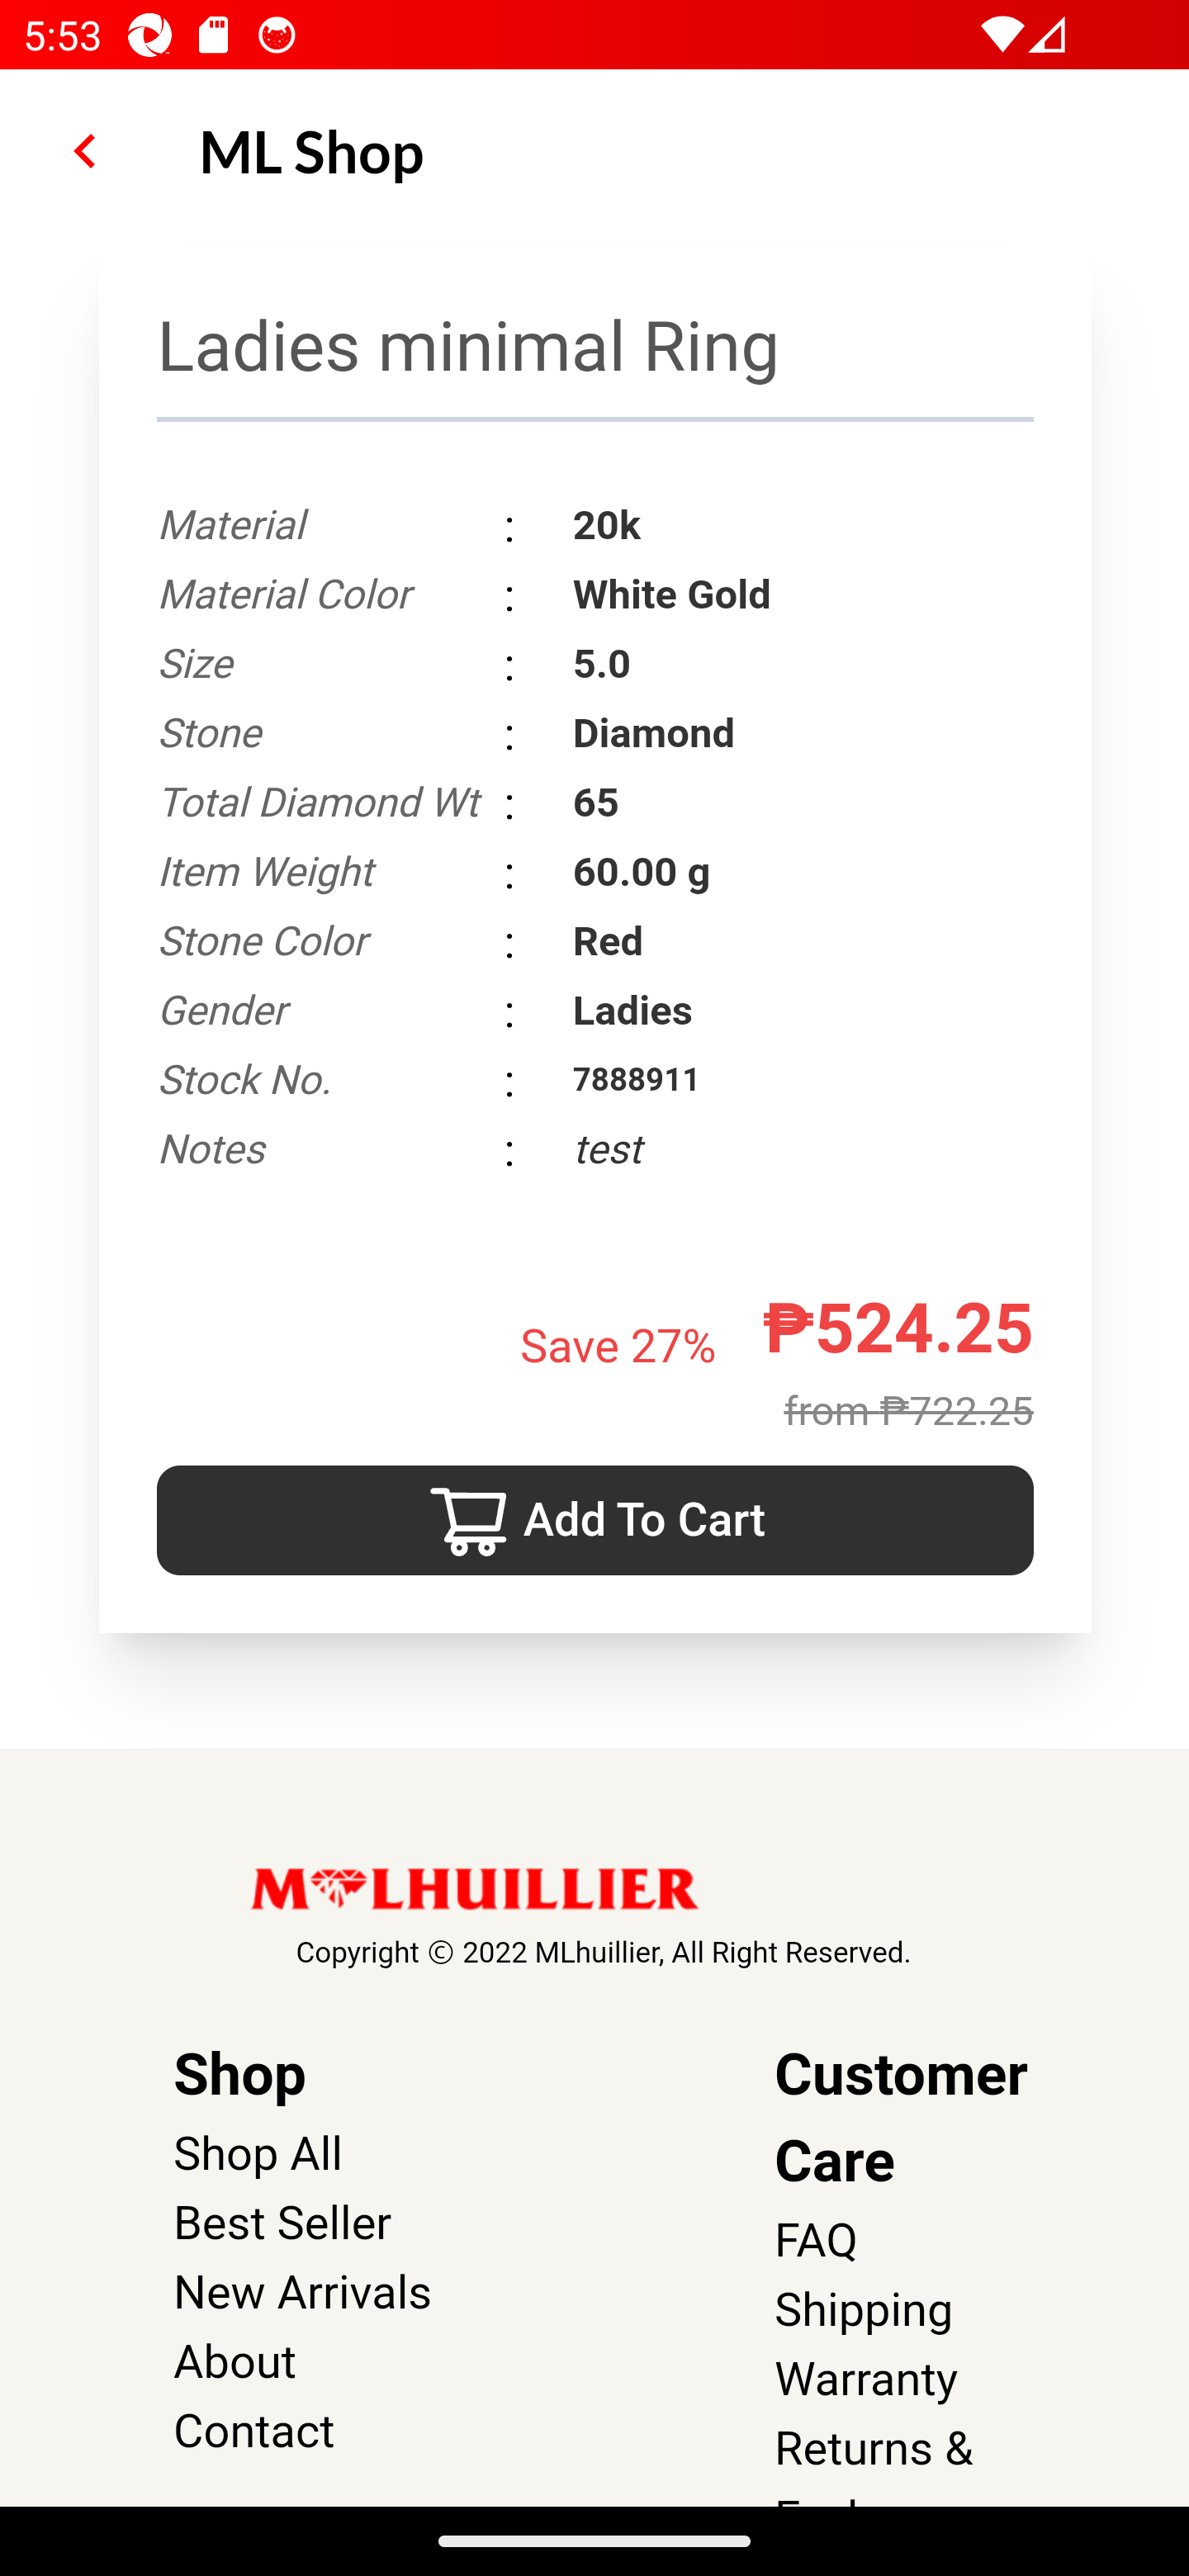 5:53
ML Shop
Ladies minimal Ring
Material : 20k
Material Color : White Gold
Size : 5.0
Stone : Diamond
Total Diamond Wt : 65
Item Weight : 60.00 g
Stone Color : Red
Gender : Ladies
Stock No. : 7888911
Notes : test
Save 27% ₱524.25
from ₱722.25
Add To Cart
M LHUILLIER
Copyright © 2022 MLhuillier, All Right Reserved.
Shop
Shop All
Best Seller
New Arrivals
About
Contact
Customer
Care
FAQ
Shipping
Warranty
Returns &